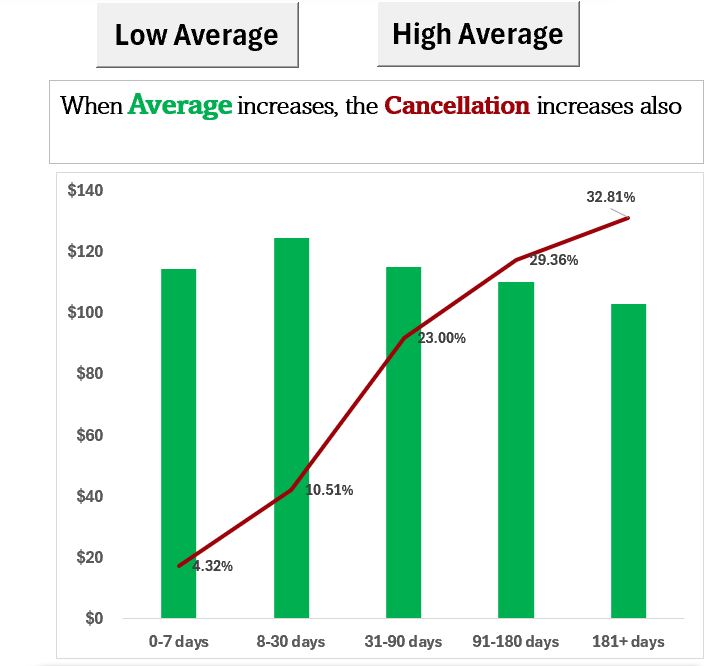 Low Average
High Average
When Average increases, the Cancellation increases also
$140
$120
$100
$80
$60
$40
$20
$0
32.81%
29.36%
23.00%
10.51%
4.32%
0-7 days
8-30 days
31-90 days
91-180 days
181+ days